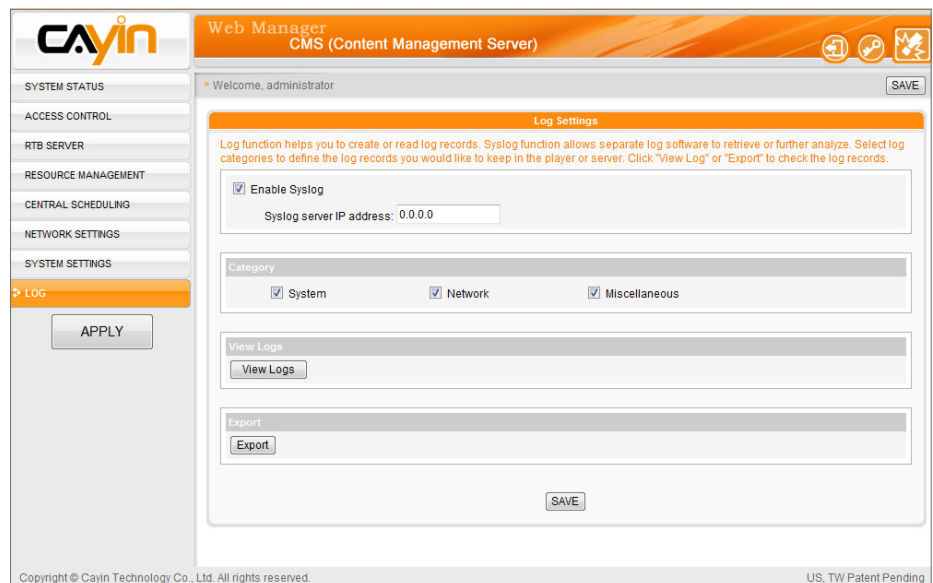 CAYIN
Web Manager
CMS (Content Management Server)
> Welcome, administrator
SAVE
SYSTEM STATUS
ACCESS CONTROL
RTB SERVER
RESOURCE MANAGEMENT
CENTRAL SCHEDULING
NETWORK SETTINGS
SYSTEM SETTINGS
LOG
APPLY
Log Settings
Log function helps you to create or read log records. Syslog function allows separate log software to retrieve or further analyze. Select log
categories to define the log records you would like to keep in the player or server. Click "View Log" or "Export" to check the log records.
Enable Syslog
Syslog server IP address: 0.0.0.0
Category
System Network Miscellaneous
View Logs
View Logs
Export
Export
SAVE
Copyright © Cayin Technology Co., Ltd. All rights reserved. US, TW Patent Pending